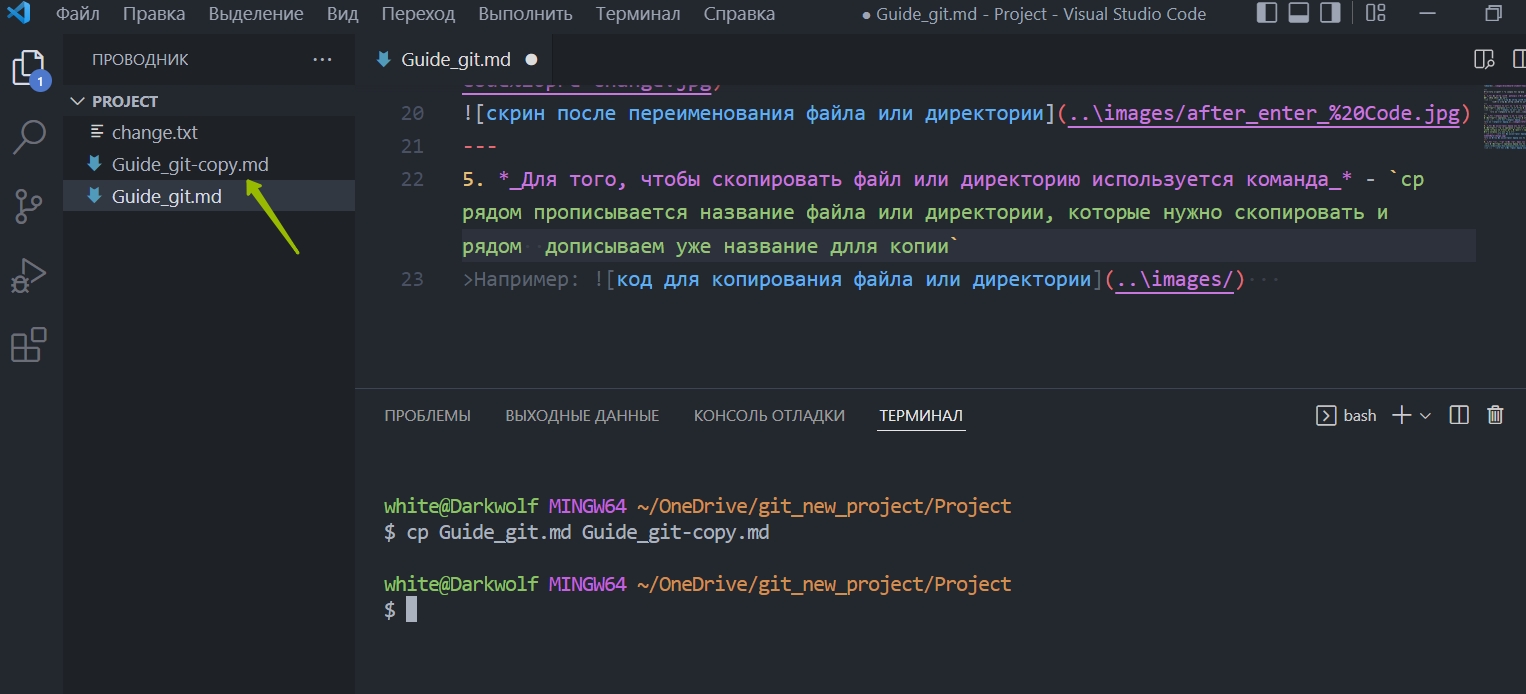 Файл Правка Выделение Вид Переход Выполнить Терминал Справка ● Guide_git.md - Project - Visual Studio Code
1
ПРОВОДНИК ···
PROJECT
change.txt
Guide_git-copy.md
Guide_git.md
Guide_git.md ●
20 ![скрин после переименования файла или директории](..\images/after_enter_%20Code.jpg)
21 ---
22 5. *_Для того, чтобы скопировать файл или директорию используется команда_* - `cp
рядом прописывается название файла или директории, которые нужно скопировать и
рядом  дописываем уже название длля копии`
23 >Например: ![код для копирования файла или директории](..\images/)
ПРОБЛЕМЫ ВЫХОДНЫЕ ДАННЫЕ КОНСОЛЬ ОТЛАДКИ ТЕРМИНАЛ bash
white@Darkwolf MINGW64 ~/OneDrive/git_new_project/Project
$ cp Guide_git.md Guide_git-copy.md
white@Darkwolf MINGW64 ~/OneDrive/git_new_project/Project
$